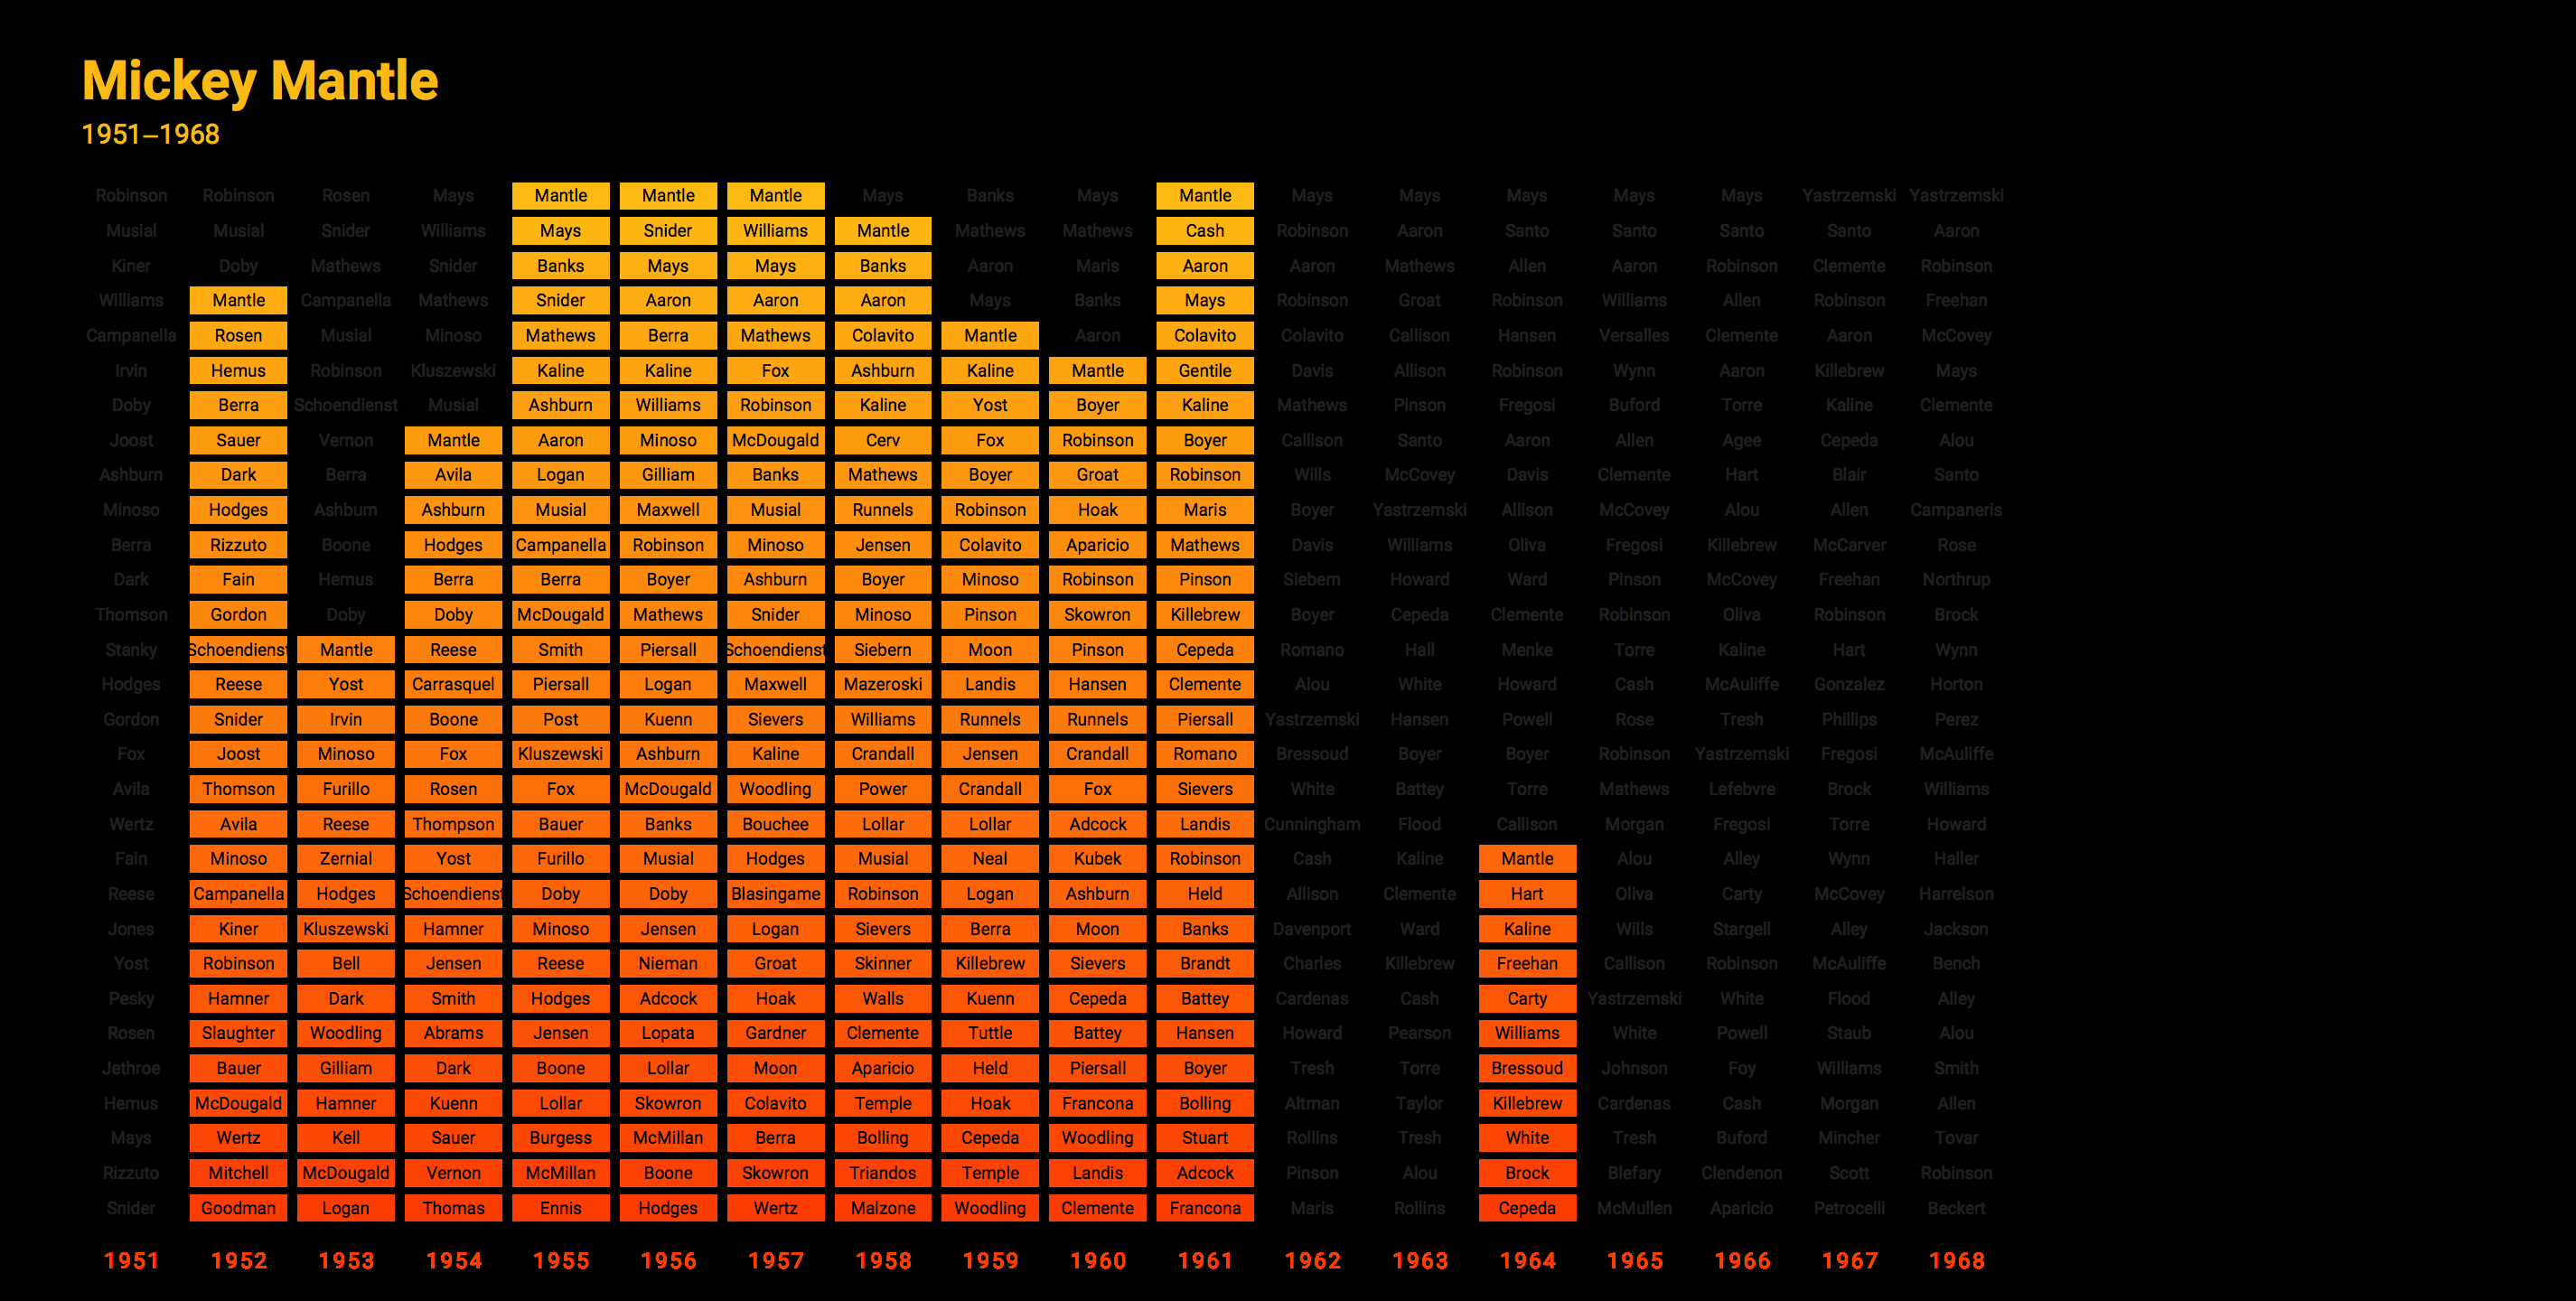 Mickey Mantle
1951–1968
Robinson Robinson Rosen Mays Mantle Mantle Mantle Mays Banks Mays Mantle Mays Mays Mays Mays Mays Yastrzemski Yastrzemski
Musial Musial Snider Williams Mays Snider Williams Mantle Mathews Mathews Cash Robinson Aaron Santo Santo Santo Santo Aaron
Kiner Doby Mathews Snider Banks Mays Mays Banks Aaron Maris Aaron Aaron Mathews Allen Aaron Robinson Clemente Robinson
Williams Mantle Campanella Mathews Snider Aaron Aaron Aaron Mays Banks Mays Robinson Groat Robinson Williams Allen Robinson Freehan
Campanella Rosen Musial Minoso Mathews Berra Mathews Colavito Mantle Aaron Colavito Colavito Callison Hansen Versalles Clemente Aaron McCovey
Irvin Hemus Robinson Kluszewski Kaline Kaline Fox Ashburn Kaline Mantle Gentile Davis Allison Robinson Wynn Aaron Killebrew Mays
Doby Berra Schoendienst Musial Ashburn Williams Robinson Kaline Yost Boyer Kaline Mathews Pinson Fregosi Buford Torre Kaline Clemente
Joost Sauer Vernon Mantle Aaron Minoso McDougald Cerv Fox Robinson Boyer Callison Santo Aaron Allen Agee Cepeda Alou
Ashburn Dark Berra Avila Logan Gilliam Banks Mathews Boyer Groat Robinson Wills McCovey Davis Clemente Hart Blair Santo
Minoso Hodges Ashburn Ashburn Musial Maxwell Musial Runnels Robinson Hoak Maris Boyer Yastrzemski Allison McCovey Alou Allen Campaneris
Berra Rizzuto Boone Hodges Campanella Robinson Minoso Jensen Colavito Aparicio Mathews Davis Williams Oliva Fregosi Killebrew McCarver Rose
Dark Fain Hemus Berra Berra Boyer Ashburn Boyer Minoso Robinson Pinson Siebern Howard Ward Pinson McCovey Freehan Northrup
Thomson Gordon Doby Doby McDougald Mathews Snider Minoso Pinson Skowron Killebrew Boyer Cepeda Clemente Robinson Oliva Robinson Brock
Stanky Schoendienst Mantle Reese Smith Piersall Schoendienst Siebern Moon Pinson Cepeda Romano Hall Menke Torre Kaline Hart Wynn
Hodges Reese Yost Carrasquel Piersall Logan Maxwell Mazeroski Landis Hansen Clemente Alou White Howard Cash McAuliffe Gonzalez Horton
Gordon Snider Irvin Boone Post Kuenn Sievers Williams Runnels Runnels Piersall Yastrzemski Hansen Powell Rose Tresh Phillips Perez
Fox Joost Minoso Fox Kluszewski Ashburn Kaline Crandall Jensen Crandall Romano Bressoud Boyer Boyer Robinson Yastrzemski Fregosi McAuliffe
Avila Thomson Furillo Rosen Fox McDougald Woodling Power Crandall Fox Sievers White Battey Torre Mathews Lefebvre Brock Williams
Wertz Avila Reese Thompson Bauer Banks Bouchee Lollar Lollar Adcock Landis Cunningham Flood Callison Morgan Fregosi Torre Howard
Fain Minoso Zernial Yost Furillo Musial Hodges Musial Neal Kubek Robinson Cash Kaline Mantle Alou Alley Wynn Haller
Reese Campanella Hodges Schoendienst Doby Doby Blasingame Robinson Logan Ashburn Held Allison Clemente Hart Oliva Carty McCovey Harrelson
Jones Kiner Kluszewski Hamner Minoso Jensen Logan Sievers Berra Moon Banks Davenport Ward Kaline Wills Stargell Alley Jackson
Yost Robinson Bell Jensen Reese Nieman Groat Skinner Killebrew Sievers Brandt Charles Killebrew Freehan Callison Robinson McAuliffe Bench
Pesky Hamner Dark Smith Hodges Adcock Hoak Walls Kuenn Cepeda Battey Cardenas Cash Carty Yastrzemski White Flood Alley
Rosen Slaughter Woodling Abrams Jensen Lopata Gardner Clemente Tuttle Battey Hansen Howard Pearson Williams White Powell Staub Alou
Jethroe Bauer Gilliam Dark Boone Lollar Moon Aparicio Held Piersall Boyer Tresh Torre Bressoud Johnson Foy Williams Smith
Hemus McDougald Hamner Kuenn Lollar Skowron Colavito Temple Hoak Francona Bolling Altman Taylor Killebrew Cardenas Cash Morgan Allen
Mays Wertz Kell Sauer Burgess McMillan Berra Bolling Cepeda Woodling Stuart Rollins Tresh White Tresh Buford Mincher Tovar
Rizzuto Mitchell McDougald Vernon McMillan Boone Skowron Triandos Temple Landis Adcock Pinson Alou Brock Blefary Clendenon Scott Robinson
Snider Goodman Logan Thomas Ennis Hodges Wertz Malzone Woodling Clemente Francona Maris Rollins Cepeda McMullen Aparicio Petrocelli Beckert
1951 1952 1953 1954 1955 1956 1957 1958 1959 1960 1961 1962 1963 1964 1965 1966 1967 1968